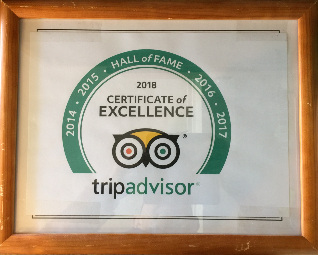 2014 • 2015 • HALL of FAME • 2016 • 2017
2018
CERTIFICATE of
EXCELLENCE
tripadvisor®